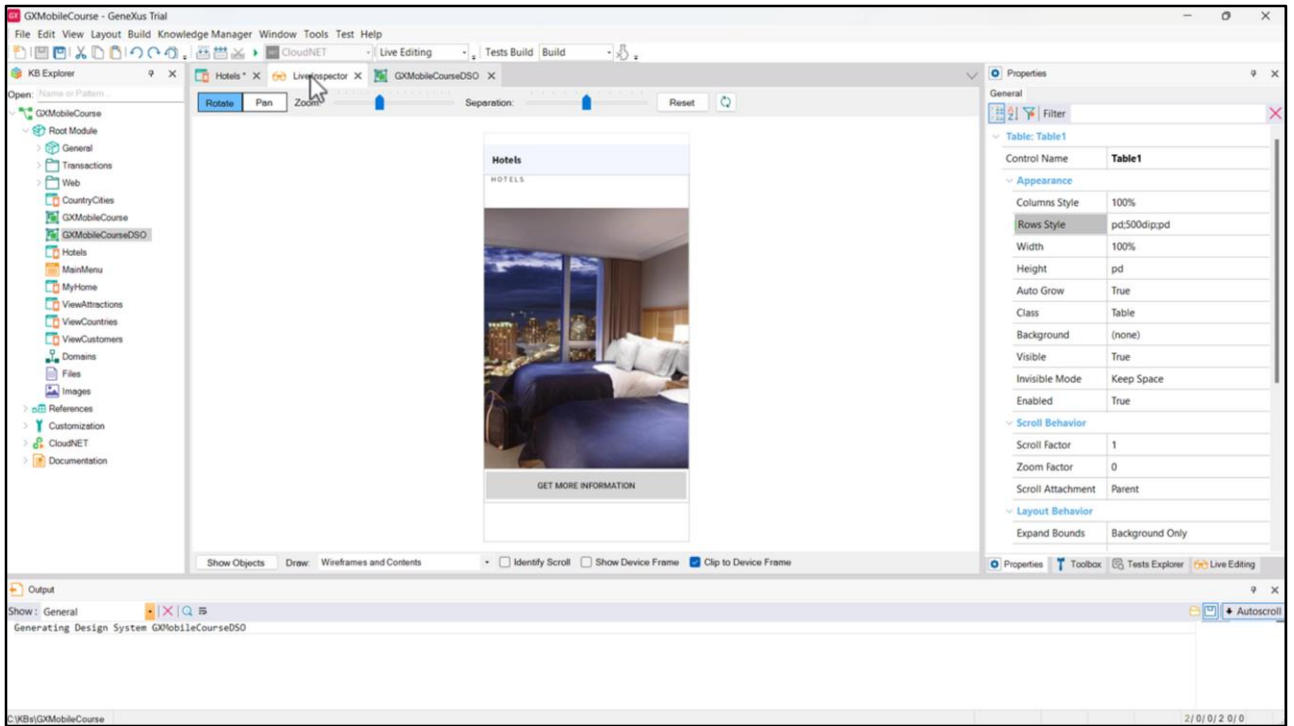 GX GXMobileCourse - GeneXus Trial
File Edit View Layout Build Knowledge Manager Window Tools Test Help
CloudNET Live Editing Tests Build Build
KB Explorer
Open: Name or Pattern...
GXMobileCourse
Root Module
General
Transactions
Web
CountryCities
GXMobileCourse
GXMobileCourseDSO
Hotels
MainMenu
MyHome
ViewAttractions
ViewCountries
ViewCustomers
Domains
Files
Images
References
Customization
CloudNET
Documentation
Hotels * X LiveInspector X GXMobileCourseDSO X
Rotate Pan Zoom: Separation: Reset
Hotels
HOTELS
GET MORE INFORMATION
Show Objects Draw: Wireframes and Contents Identify Scroll Show Device Frame Clip to Device Frame
Properties
General
Filter
Table: Table1
Control Name Table1
Appearance
Columns Style 100%
Rows Style pd;500dip;pd
Width 100%
Height pd
Auto Grow True
Class Table
Background (none)
Visible True
Invisible Mode Keep Space
Enabled True
Scroll Behavior
Scroll Factor 1
Zoom Factor 0
Scroll Attachment Parent
Layout Behavior
Expand Bounds Background Only
Properties Toolbox Tests Explorer Live Editing
Output
Show: General Autoscroll
Generating Design System GXMobileCourseDSO
C:\KBs\GXMobileCourse 2/0/0/2 0/0